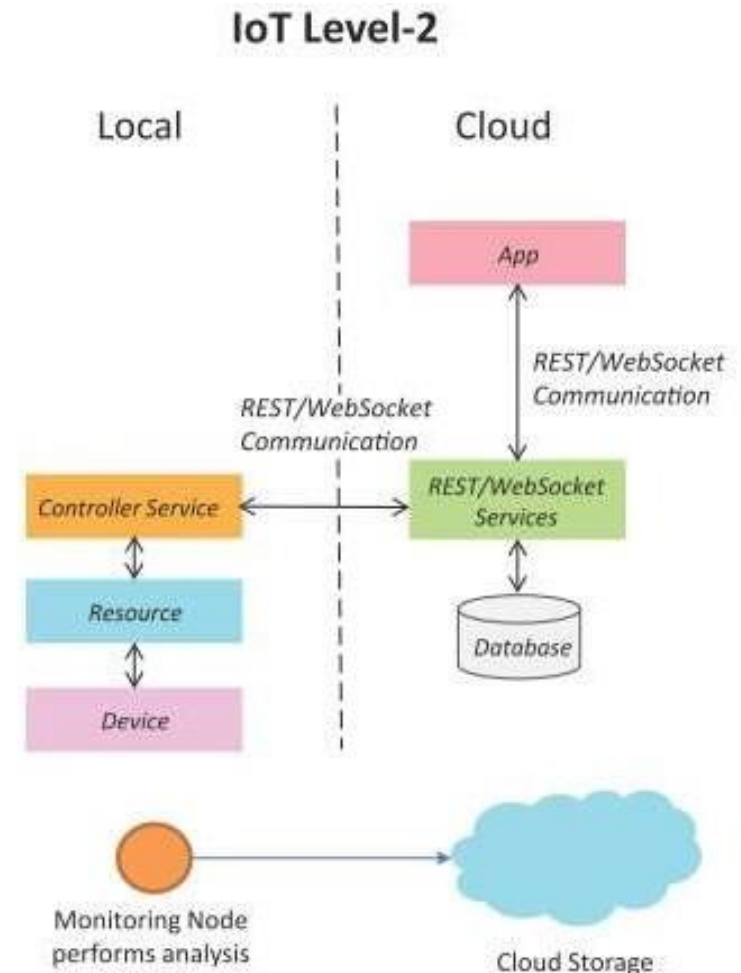 IoT Level-2
Local
Cloud
App
REST/WebSocket
Communication
REST/WebSocket
Communication
Controller Service
REST/WebSocket
Services
Resource
Database
Device
Monitoring Node
performs analysis
Cloud Storage